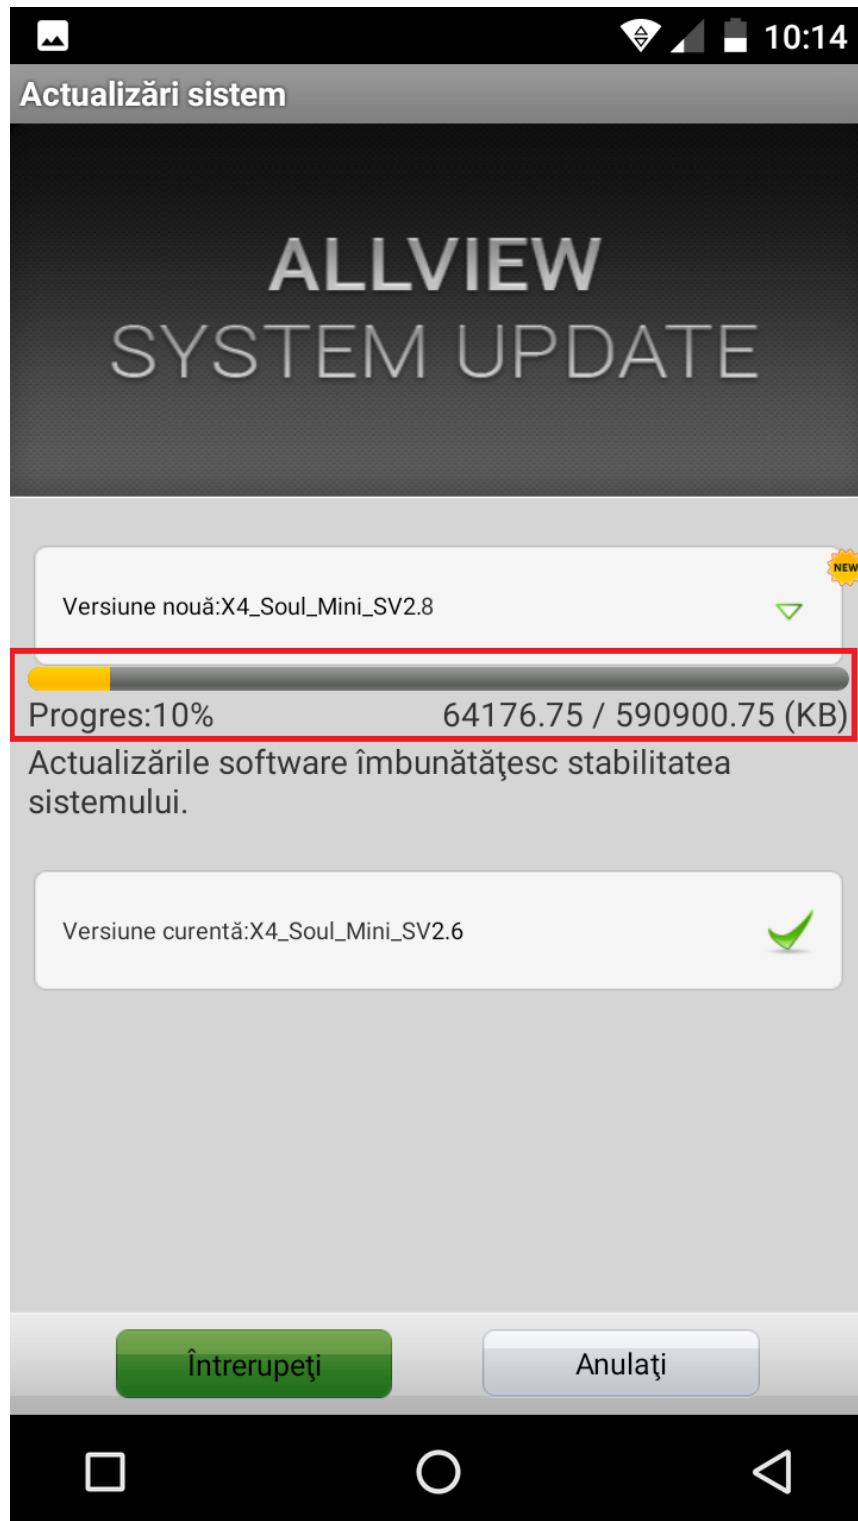 10:14
Actualizări sistem
ALLVIEW
SYSTEM UPDATE
NEW
Versiune nouă:X4_Soul_Mini_SV2.8
Progres:10% 64176.75 / 590900.75 (KB)
Actualizările software îmbunătăţesc stabilitatea
sistemului.
Versiune curentă:X4_Soul_Mini_SV2.6
Întrerupeţi Anulaţi